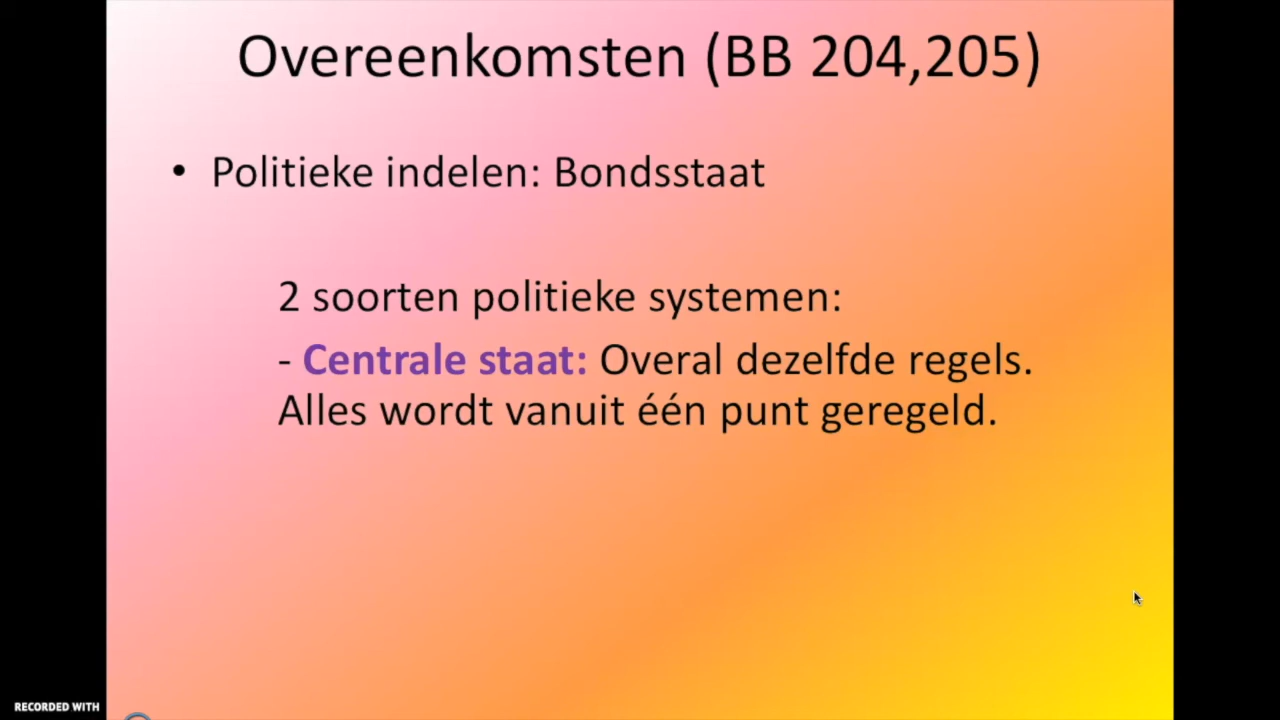 Overeenkomsten (BB 204,205)
• Politieke indelen: Bondsstaat
2 soorten politieke systemen:
- Centrale staat: Overal dezelfde regels.
Alles wordt vanuit één punt geregeld.
RECORDED WITH